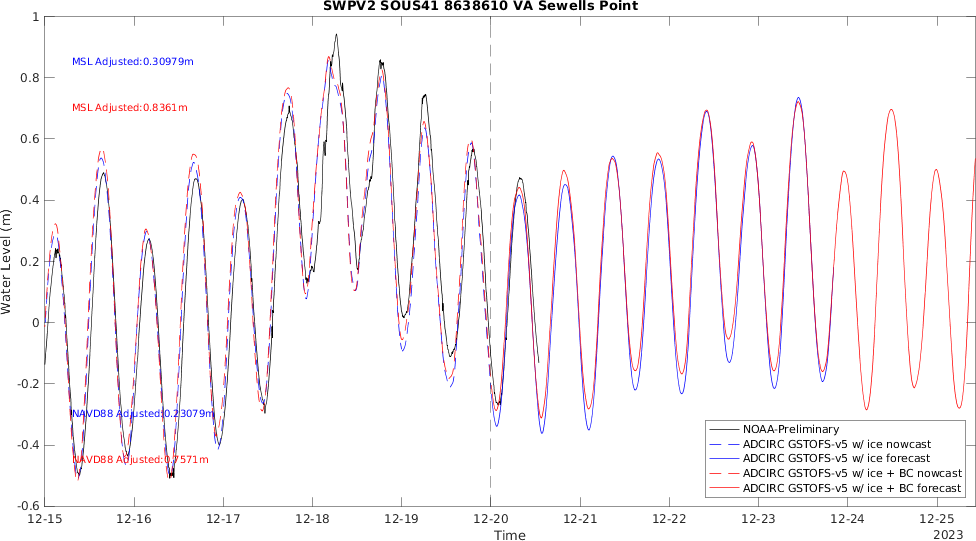 SWPV2 SOUS41 8638610 VA Sewells Point
1
0.8
0.6
0.4
0.2
0
-0.2
-0.4
-0.6
Water Level (m)
MSL Adjusted:0.30979m
MSL Adjusted:0.8361m
NAVD88 Adjusted:0.23079m
NAVD88 Adjusted:0.7571m
NOAA-Preliminary
ADCIRC GSTOFS-v5 w/ ice nowcast
ADCIRC GSTOFS-v5 w/ ice forecast
ADCIRC GSTOFS-v5 w/ ice + BC nowcast
ADCIRC GSTOFS-v5 w/ ice + BC forecast
12-15 12-16 12-17 12-18 12-19 12-20 12-21 12-22 12-23 12-24 12-25
Time
2023